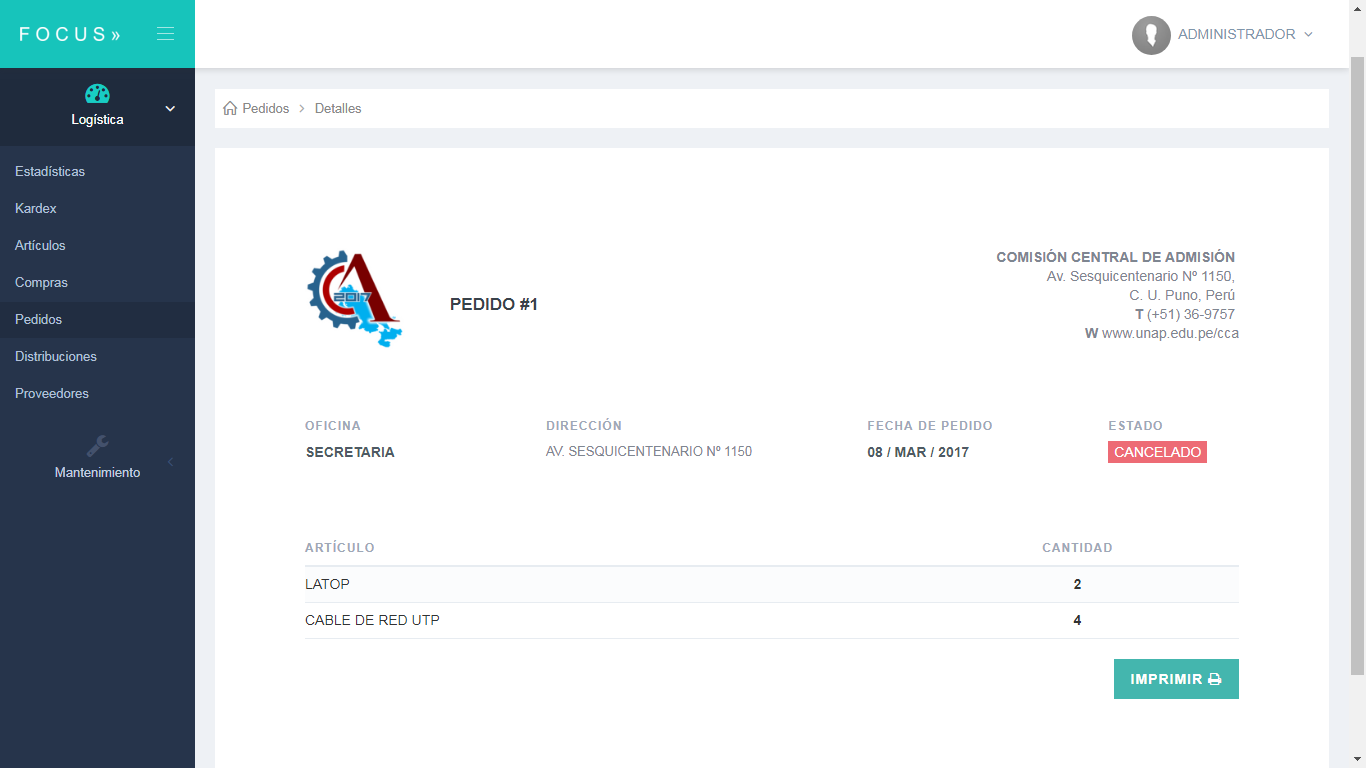 FOCUS»
ADMINISTRADOR
Logística
Estadísticas
Kardex
Artículos
Compras
Pedidos
Distribuciones
Proveedores
Mantenimiento
Pedidos > Detalles
2017
PEDIDO #1
COMISIÓN CENTRAL DE ADMISIÓN
Av. Sesquicentenario Nº 1150,
C. U. Puno, Perú
T (+51) 36-9757
W www.unap.edu.pe/cca
OFICINA DIRECCIÓN FECHA DE PEDIDO ESTADO
SECRETARIA AV. SESQUICENTENARIO Nº 1150 08 / MAR / 2017 CANCELADO
ARTÍCULO CANTIDAD
LATOP 2
CABLE DE RED UTP 4
IMPRIMIR